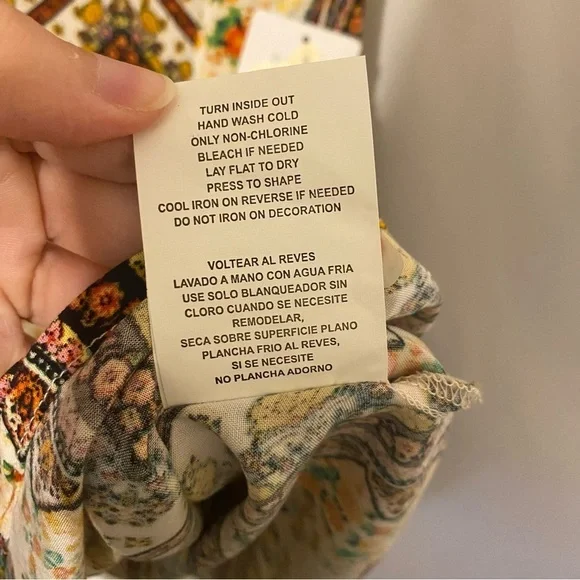 TURN INSIDE OUT
HAND WASH COLD
ONLY NON-CHLORINE
BLEACH IF NEEDED
LAY FLAT TO DRY
PRESS TO SHAPE
COOL IRON ON REVERSE IF NEEDED
DO NOT IRON ON DECORATION
VOLTEAR AL REVES
LAVADO A MANO CON AGUA FRIA
USE SOLO BLANQUEADOR SIN
CLORO CUANDO SE NECESITE
REMODELAR,
SECA SOBRE SUPERFICIE PLANO
PLANCHA FRIO AL REVES,
SI SE NECESITE
NO PLANCHA ADORNO